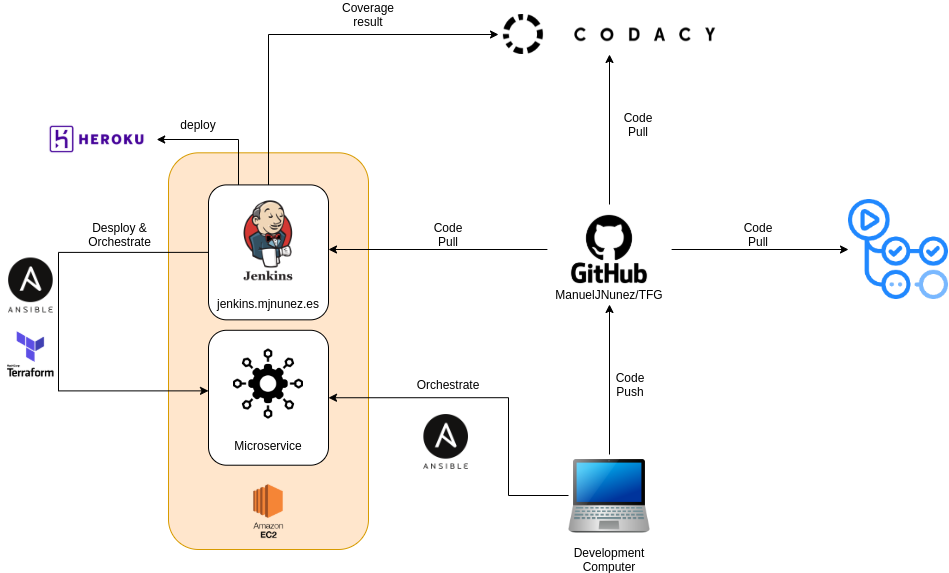 Coverage
result
CODACY
deploy
HEROKU
Code
Pull
Desploy &
Orchestrate
Jenkins
jenkins.mjnunez.es
Code
Pull
GitHub
ManuelJNunez/TFG
Code
Pull
ANSIBLE
Terraform
Microservice
Orchestrate
ANSIBLE
Code
Push
Amazon
EC2
Development
Computer